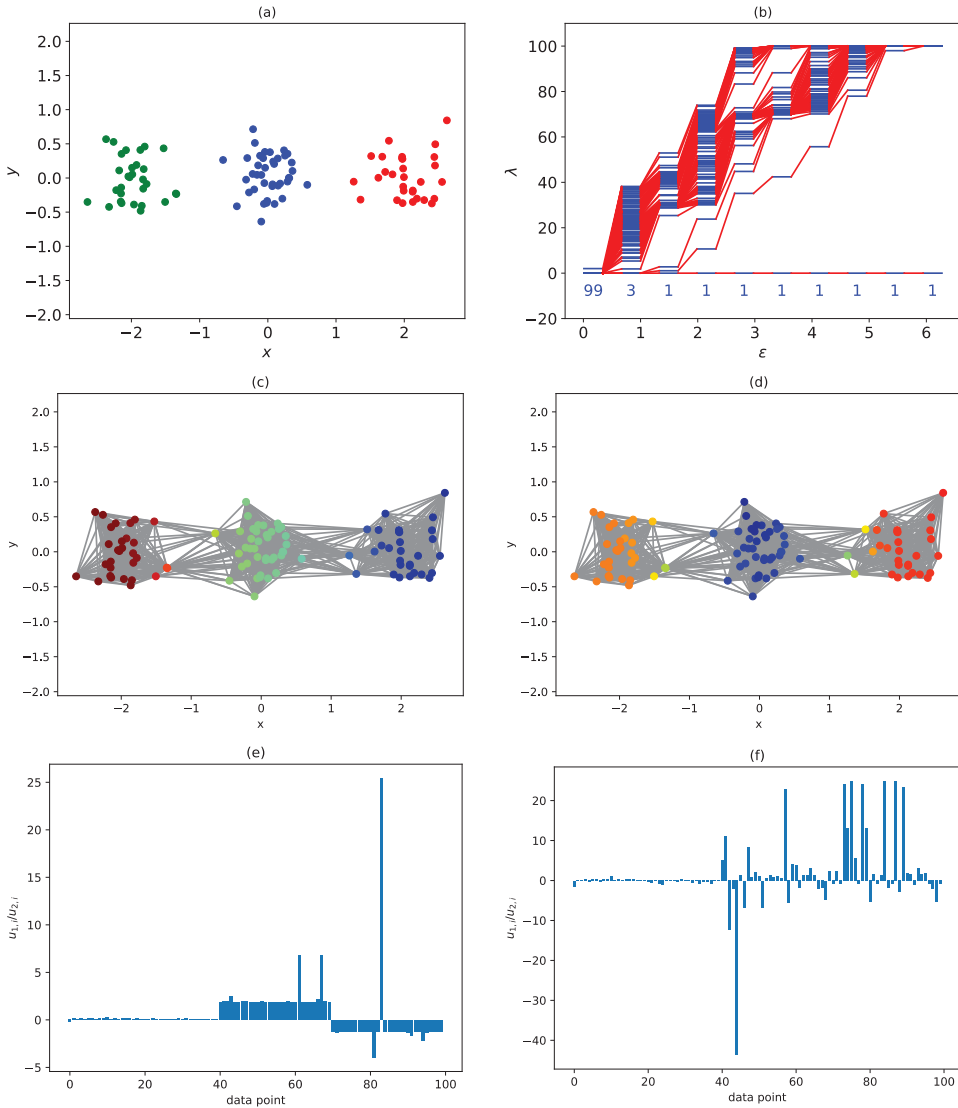 (a)
2.0
1.5
1.0
0.5
0.0
−0.5
−1.0
−1.5
−2.0
y
−2 −1 0 1 2
x
(b)
100
80
60
40
20
0
−20
λ
99 3 1 1 1 1 1 1 1 1
0 1 2 3 4 5 6
ε
(c)
2.0
1.5
1.0
0.5
0.0
−0.5
−1.0
−1.5
−2.0
y
−2 −1 0 1 2
x
(d)
2.0
1.5
1.0
0.5
0.0
−0.5
−1.0
−1.5
−2.0
y
−2 −1 0 1 2
x
(e)
25
20
15
10
5
0
−5
u1,i/u2,i
0 20 40 60 80 100
data point
(f)
20
10
0
−10
−20
−30
−40
u1,i/u2,i
0 20 40 60 80 100
data point